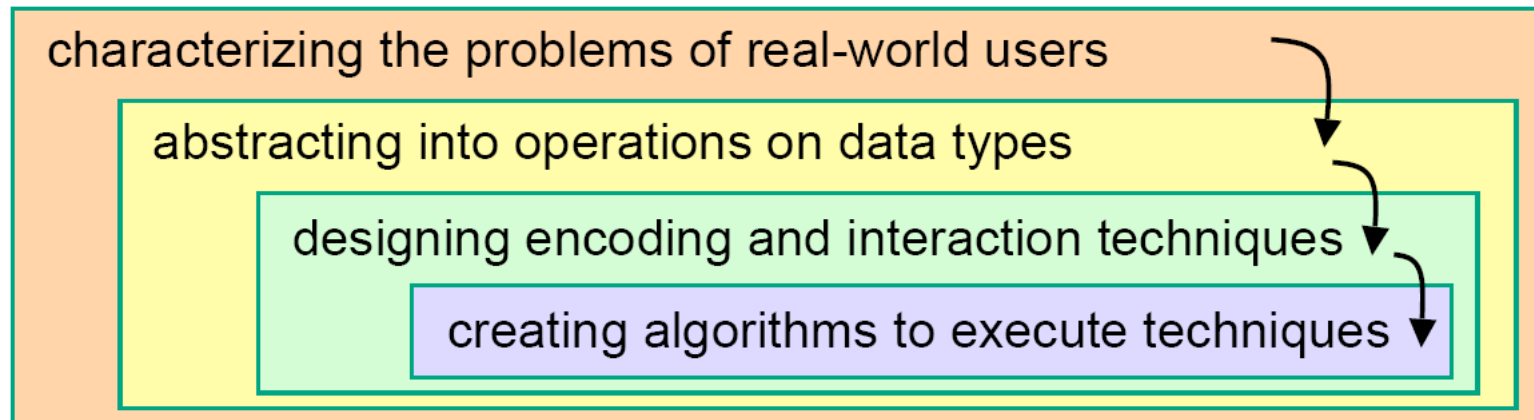 characterizing the problems of real-world users
abstracting into operations on data types
designing encoding and interaction techniques
creating algorithms to execute techniques